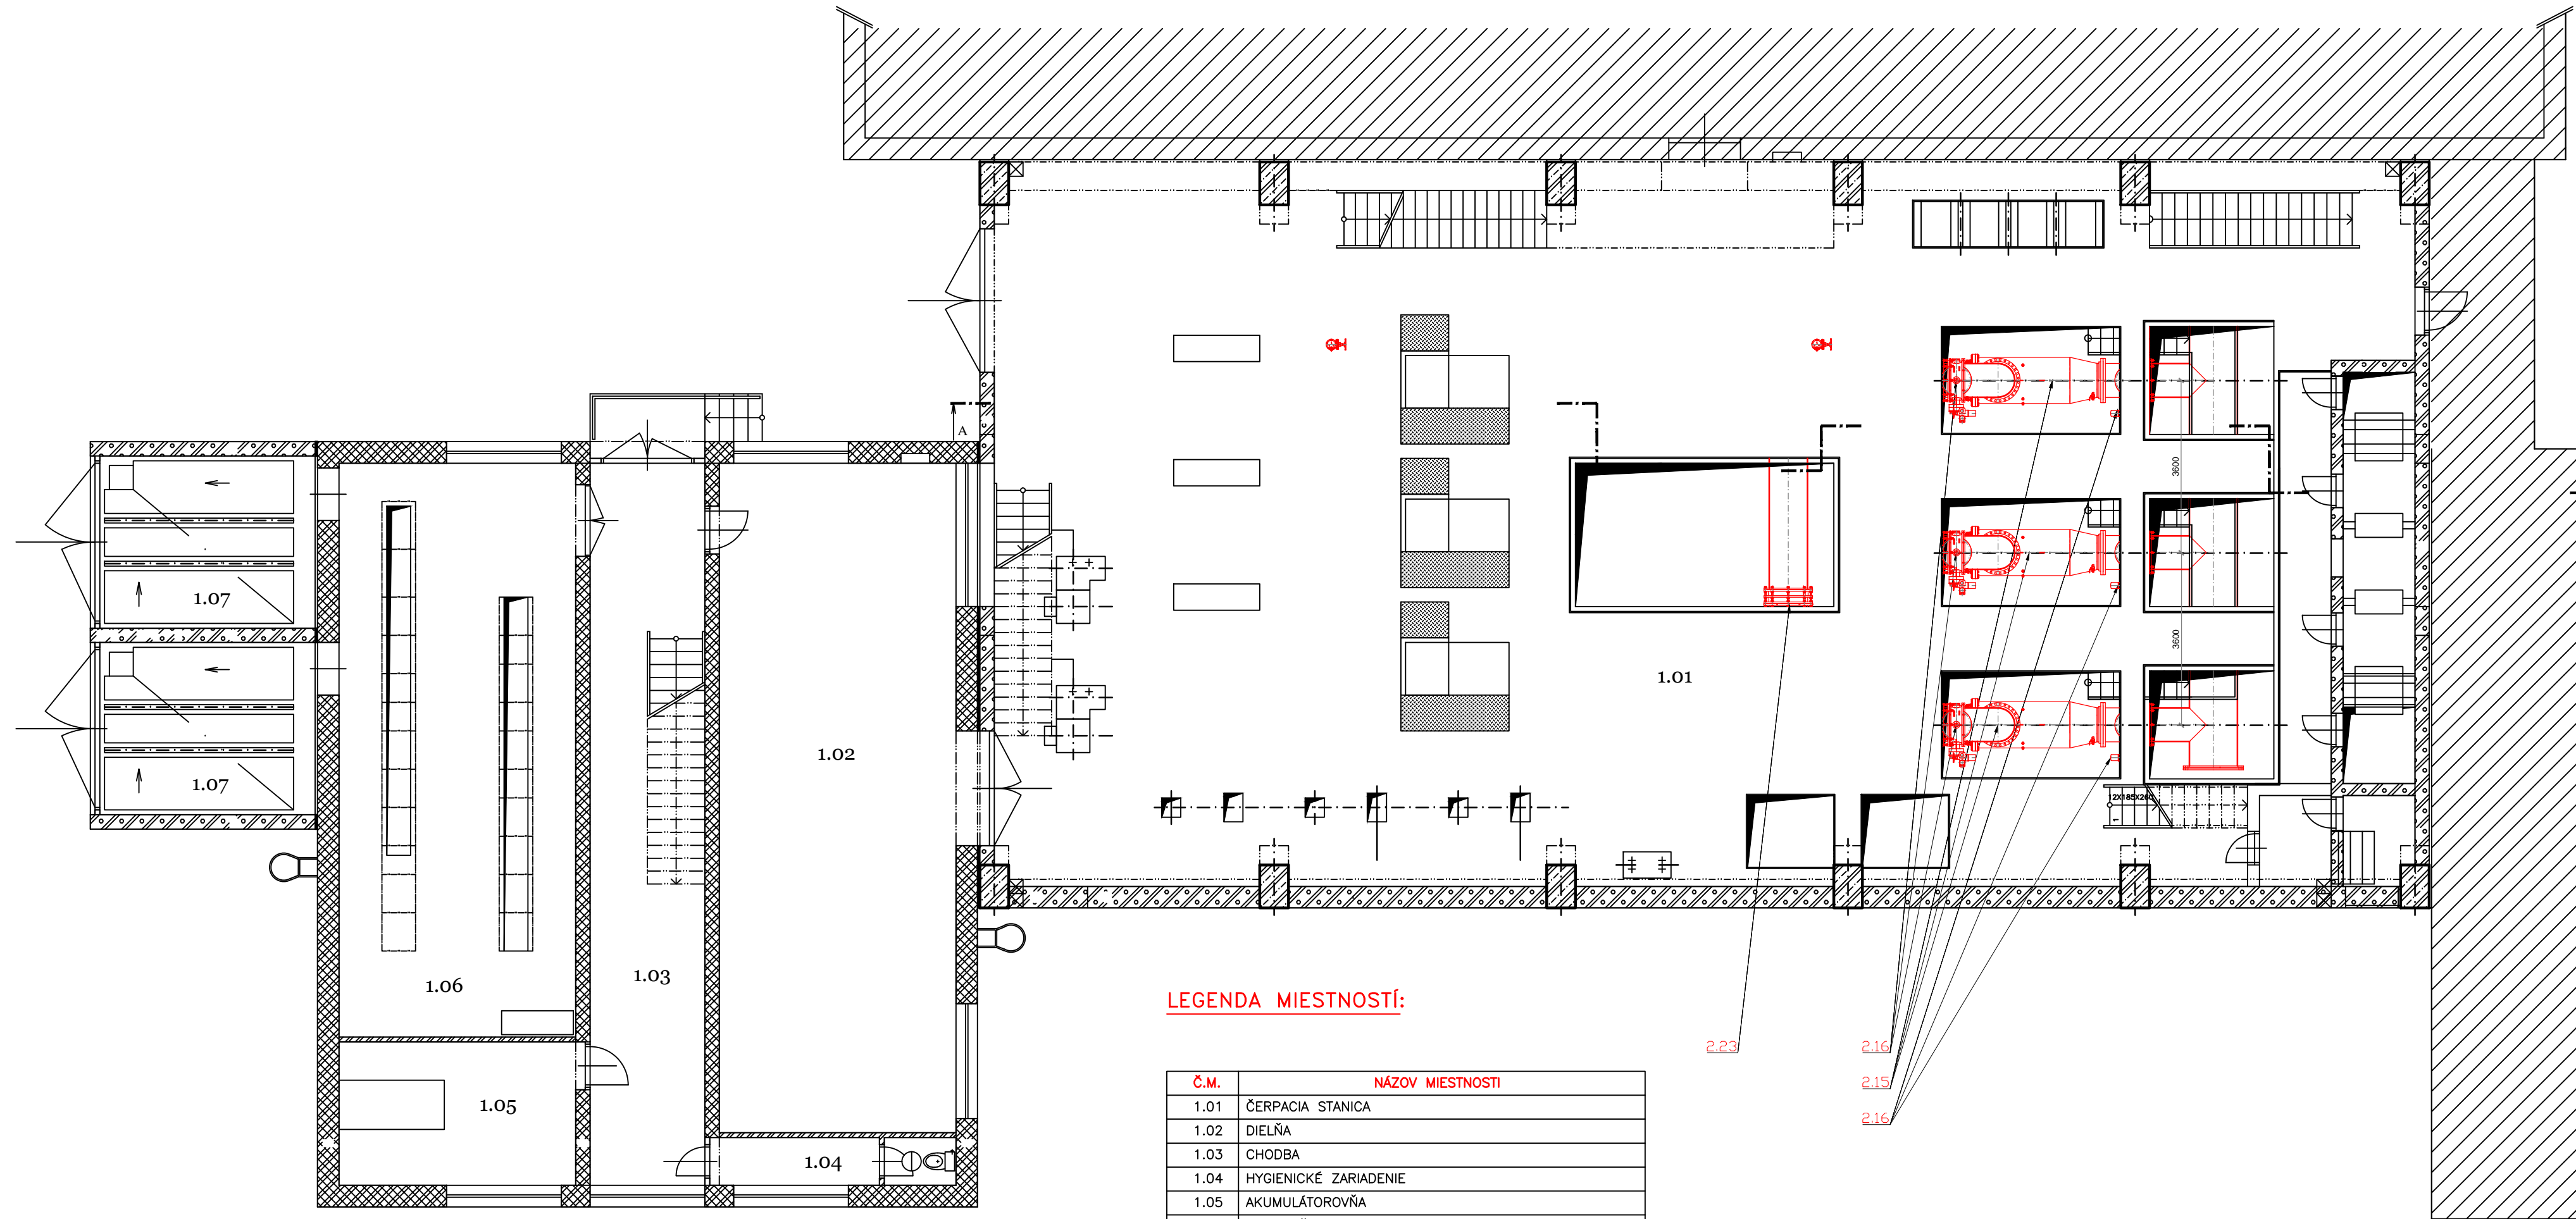 A
3600
1.07
3600
1.01
1.02
1.07
12X185X260
1
1.03
1.06
LEGENDA MIESTNOSTÍ:
2.23
2.16
2.15
2.16
Č.M. NÁZOV MIESTNOSTI
1.01 ČERPACIA STANICA
1.02 DIELŇA
1.03 CHODBA
1.04 HYGIENICKÉ ZARIADENIE
1.05 AKUMULÁTOROVŇA
1.05
1.04